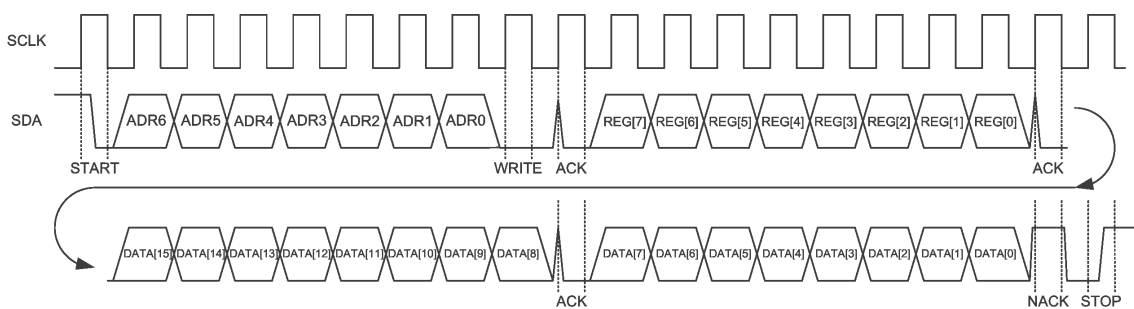 SCLK
SDA
ADR6 ADR5 ADR4 ADR3 ADR2 ADR1 ADR0 REG[7] REG[6] REG[5] REG[4] REG[3] REG[2] REG[1] REG[0]
START WRITE ACK ACK
DATA[15] DATA[14] DATA[13] DATA[12] DATA[11] DATA[10] DATA[9] DATA[8] DATA[7] DATA[6] DATA[5] DATA[4] DATA[3] DATA[2] DATA[1] DATA[0]
ACK NACK STOP